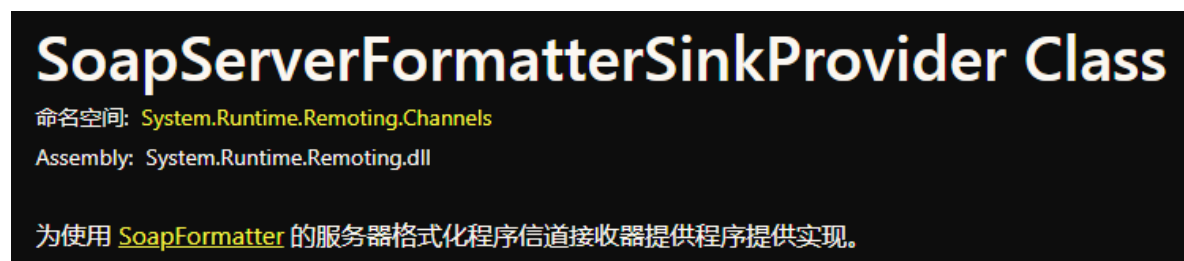 SoapServerFormatterSinkProvider Class
命名空间: System.Runtime.Remoting.Channels
Assembly: System.Runtime.Remoting.dll
为使用 SoapFormatter 的服务器格式化程序信道接收器提供程序提供实现。